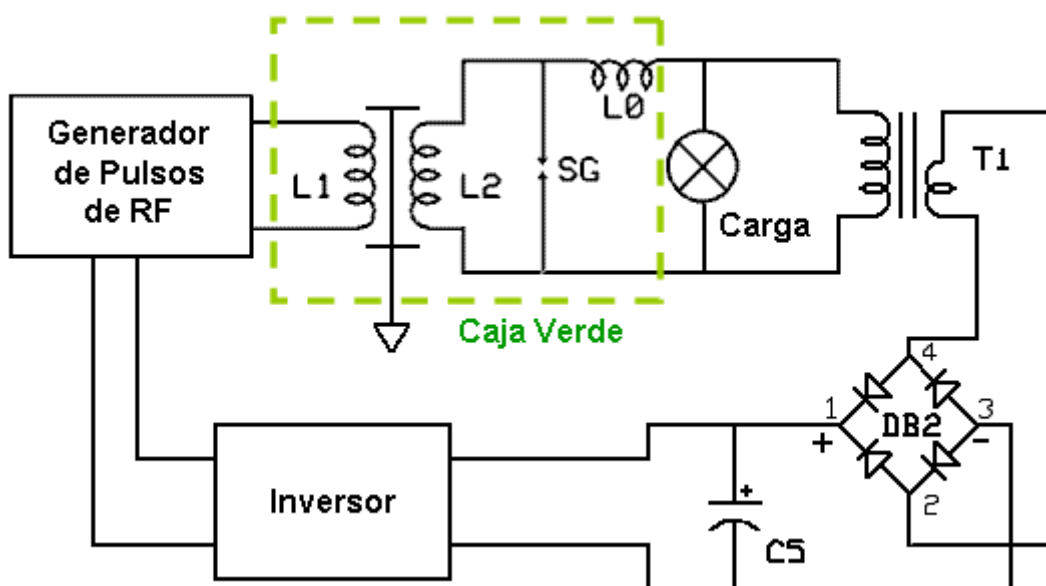 Generador
de Pulsos
de RF
L1
L2
SG
L0
Carga
T1
Caja Verde
4
1
DB2
3
+
-
2
Inversor
+
C5